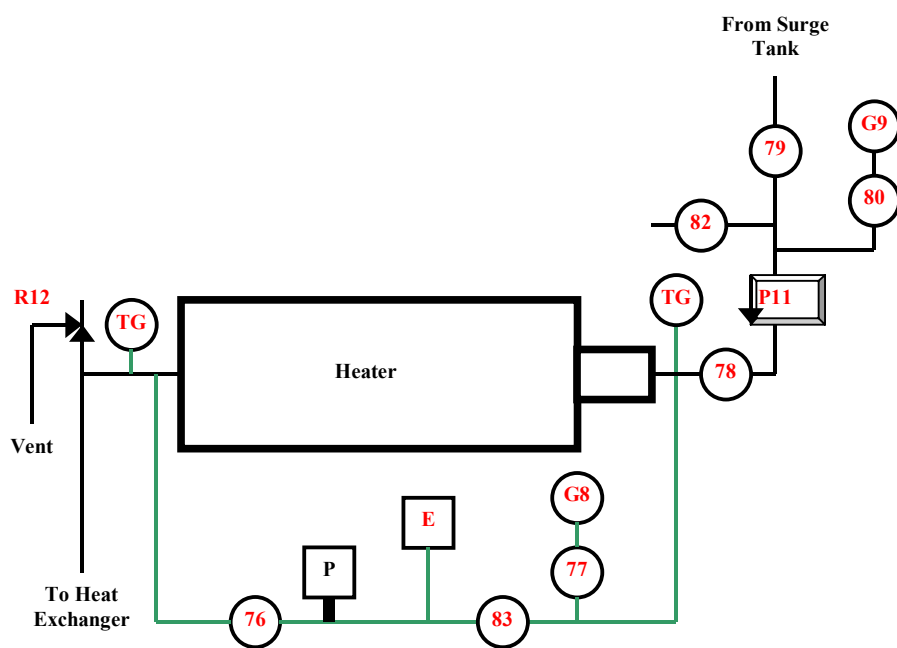 From Surge
Tank
G9
79
80
82
R12
TG
TG
P11
Heater
78
Vent
G8
E
P
77
To Heat
Exchanger
76
83